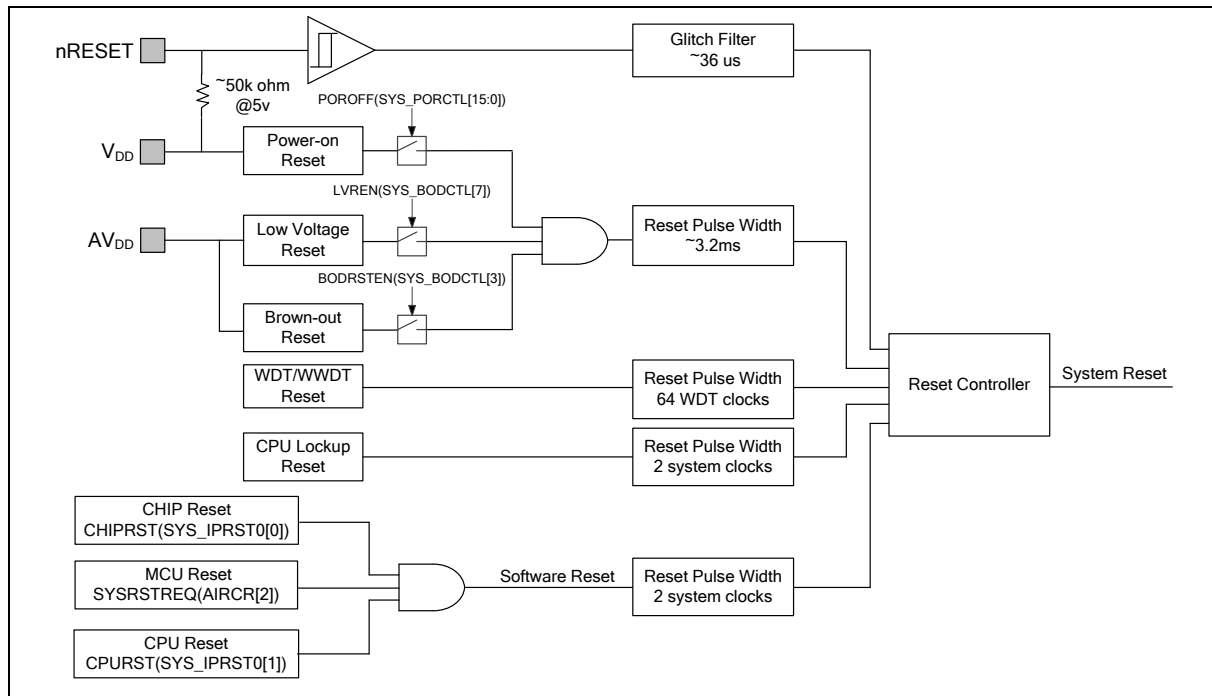 nRESET
Glitch Filter
~36 us
~50k ohm
@5v
POROFF(SYS_PORCTL[15:0])
VDD
Power-on
Reset
LVREN(SYS_BODCTL[7])
AVDD
Low Voltage
Reset
Reset Pulse Width
~3.2ms
BODRSTEN(SYS_BODCTL[3])
Brown-out
Reset
WDT/WWDT
Reset
Reset Pulse Width
64 WDT clocks
Reset Controller
System Reset
CPU Lockup
Reset
Reset Pulse Width
2 system clocks
CHIP Reset
CHIPRST(SYS_IPRST0[0])
MCU Reset
SYSRSTREQ(AIRCR[2])
Software Reset
Reset Pulse Width
2 system clocks
CPU Reset
CPURST(SYS_IPRST0[1])